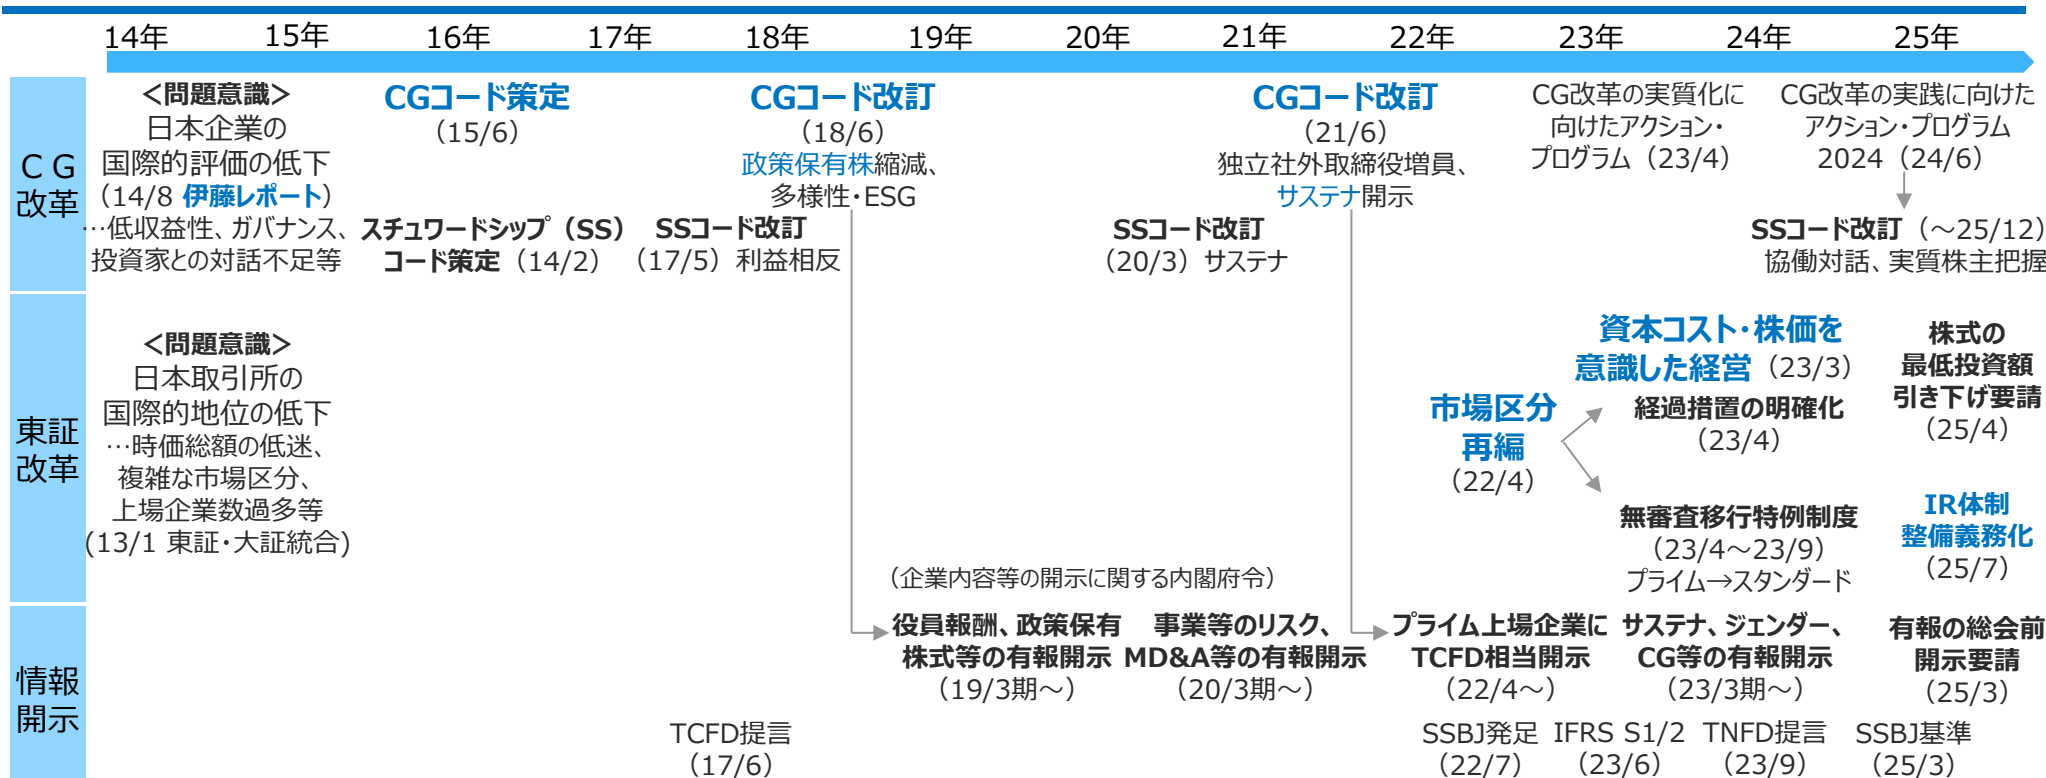 14年 15年 16年 17年 18年 19年 20年 21年 22年 23年 24年 25年
CG
改革
<問題意識>
日本企業の
国際的評価の低下
（14/8 伊藤レポート）
…低収益性、ガバナンス、
投資家との対話不足等
CGコード策定
（15/6）
スチュワードシップ（SS）
コード策定（14/2）
SSコード改訂
（17/5）利益相反
CGコード改訂
（18/6）
政策保有株縮減、
多様性・ESG
SSコード改訂
（20/3）サステナ
CGコード改訂
（21/6）
独立社外取締役増員、
サステナ開示
CG改革の実質化に
向けたアクション・
プログラム（23/4）
CG改革の実践に向けた
アクション・プログラム
2024（24/6）
SSコード改訂（～25/12）
協働対話、実質株主把握
東証
改革
<問題意識>
日本取引所の
国際的地位の低下
…時価総額の低迷、
複雑な市場区分、
上場企業数過多等
(13/1 東証・大証統合)
市場区分
再編
（22/4）
資本コスト・株価を
意識した経営（23/3）
経過措置の明確化
（23/4）
無審査移行特例制度
（23/4～23/9）
プライム→スタンダード
株式の
最低投資額
引き下げ要請
（25/4）
IR体制
整備義務化
（25/7）
情報
開示
（企業内容等の開示に関する内閣府令）
役員報酬、政策保有
株式等の有報開示
（19/3期～）
事業等のリスク、
MD&A等の有報開示
（20/3期～）
プライム上場企業に
TCFD相当開示
（22/4～）
サステナ、ジェンダー、
CG等の有報開示
（23/3期～）
有報の総会前
開示要請
（25/3）
TCFD提言
（17/6）
SSBJ発足
（22/7）
IFRS S1/2
（23/6）
TNFD提言
（23/9）
SSBJ基準
（25/3）